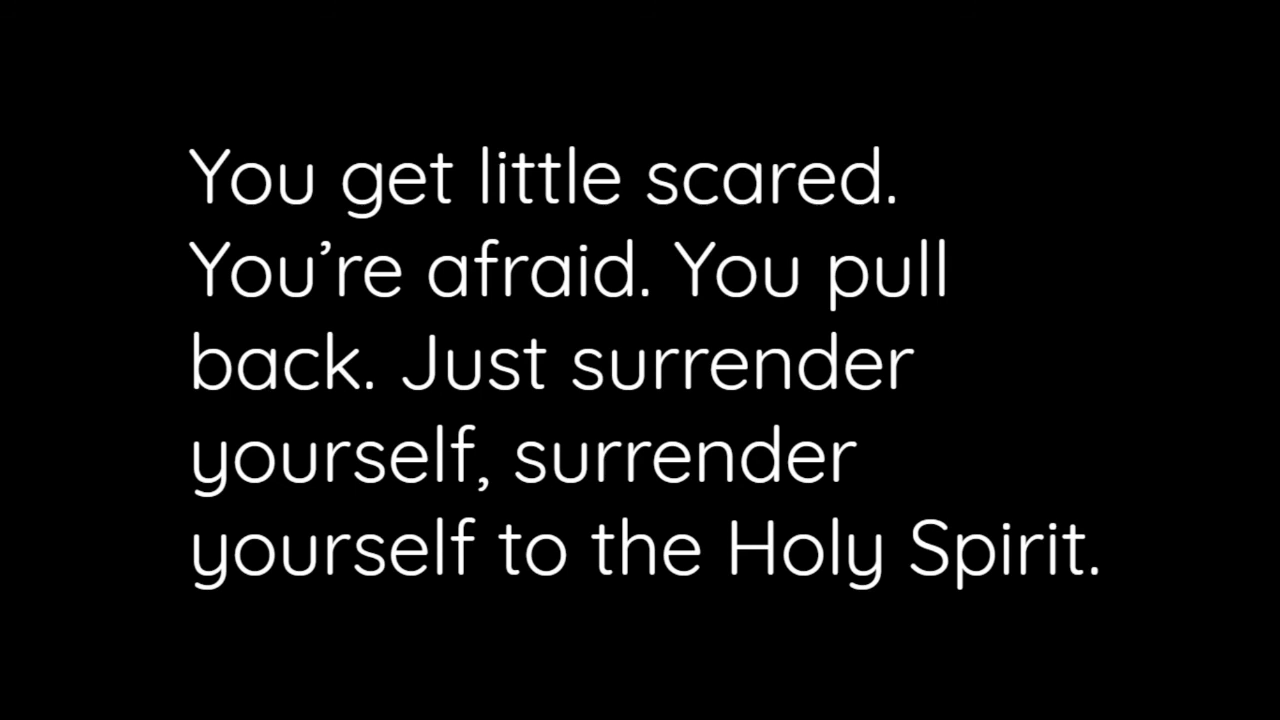 You get little scared.
You’re afraid. You pull
back. Just surrender
yourself, surrender
yourself to the Holy Spirit.